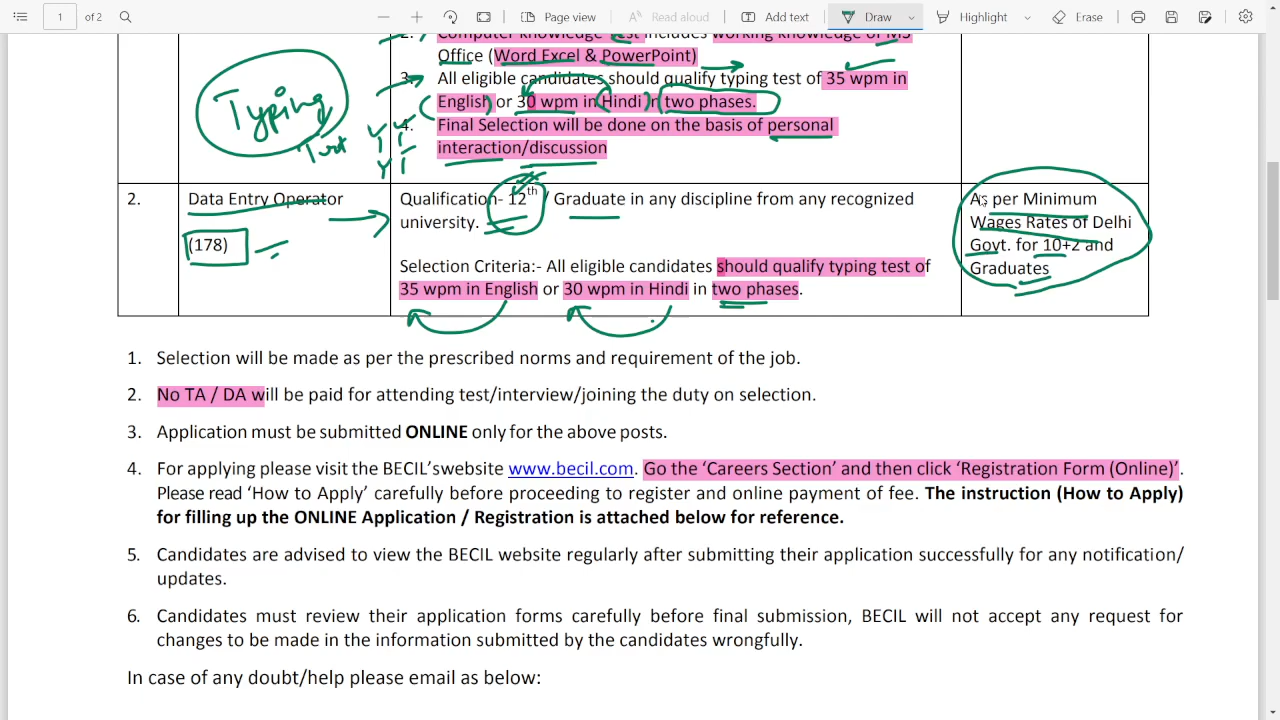 1 of 2 Page view Read aloud Add text Draw Highlight Erase
2. Computer Knowledge Test includes working knowledge of MS
Office (Word Excel & PowerPoint)
3. All eligible candidates should qualify typing test of 35 wpm in
English or 30 wpm in Hindi in two phases.
4. Final Selection will be done on the basis of personal
interaction/discussion
Typing
Test
2. Data Entry Operator
(178)
Qualification- 12th / Graduate in any discipline from any recognized
university.
Selection Criteria:- All eligible candidates should qualify typing test of
35 wpm in English or 30 wpm in Hindi in two phases.
As per Minimum
Wages Rates of Delhi
Govt. for 10+2 and
Graduates
1. Selection will be made as per the prescribed norms and requirement of the job.
2. No TA / DA will be paid for attending test/interview/joining the duty on selection.
3. Application must be submitted ONLINE only for the above posts.
4. For applying please visit the BECIL'swebsite www.becil.com. Go the ‘Careers Section’ and then click ‘Registration Form (Online)’.
Please read ‘How to Apply’ carefully before proceeding to register and online payment of fee. The instruction (How to Apply)
for filling up the ONLINE Application / Registration is attached below for reference.
5. Candidates are advised to view the BECIL website regularly after submitting their application successfully for any notification/
updates.
6. Candidates must review their application forms carefully before final submission, BECIL will not accept any request for
changes to be made in the information submitted by the candidates wrongfully.
In case of any doubt/help please email as below: